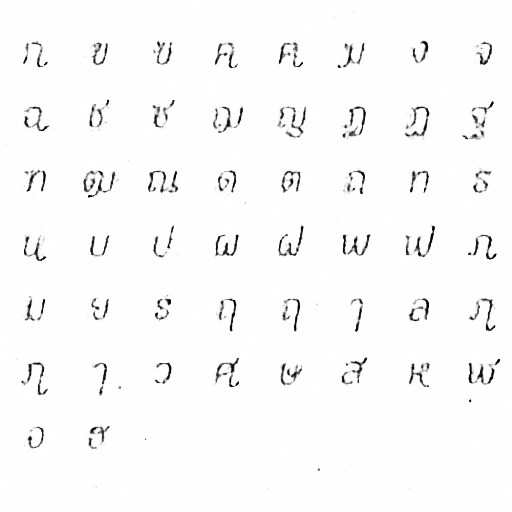 ก ข ฃ ค ฅ ฆ ง จ
ฉ ช ซ ฌ ญ ฎ ฏ ฐ
ฑ ฒ ณ ด ต ถ ท ธ
น บ ป ผ ฝ พ ฟ ภ
ม ย ร ฤ ฤ ๅ ล ฦ
ฦ ๅ ว ศ ษ ส ห ฬ
อ ฮ